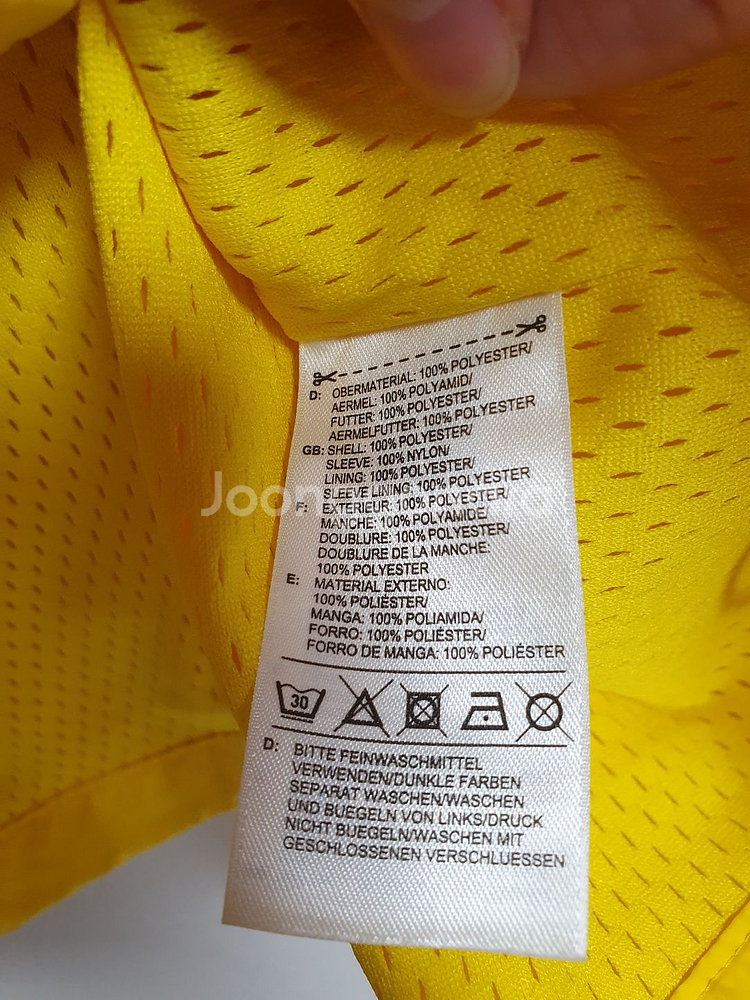 D: OBERMATERIAL: 100% POLYESTER/
AERMEL: 100% POLYAMID/
FUTTER: 100% POLYESTER/
AERMELFUTTER: 100% POLYESTER
GB: SHELL: 100% POLYESTER/
SLEEVE: 100% NYLON/
LINING: 100% POLYESTER/
SLEEVE LINING: 100% POLYESTER
F: EXTERIEUR: 100% POLYESTER/
MANCHE: 100% POLYAMIDE/
DOUBLURE: 100% POLYESTER/
DOUBLURE DE LA MANCHE:
100% POLYESTER
E: MATERIAL EXTERNO:
100% POLIÉSTER/
MANGA: 100% POLIAMIDA/
FORRO: 100% POLIÉSTER/
FORRO DE MANGA: 100% POLIÉSTER
30
D: BITTE FEINWASCHMITTEL
VERWENDEN/DUNKLE FARBEN
SEPARAT WASCHEN/WASCHEN
UND BUEGELN VON LINKS/DRUCK
NICHT BUEGELN/WASCHEN MIT
GESCHLOSSENEN VERSCHLUESSEN